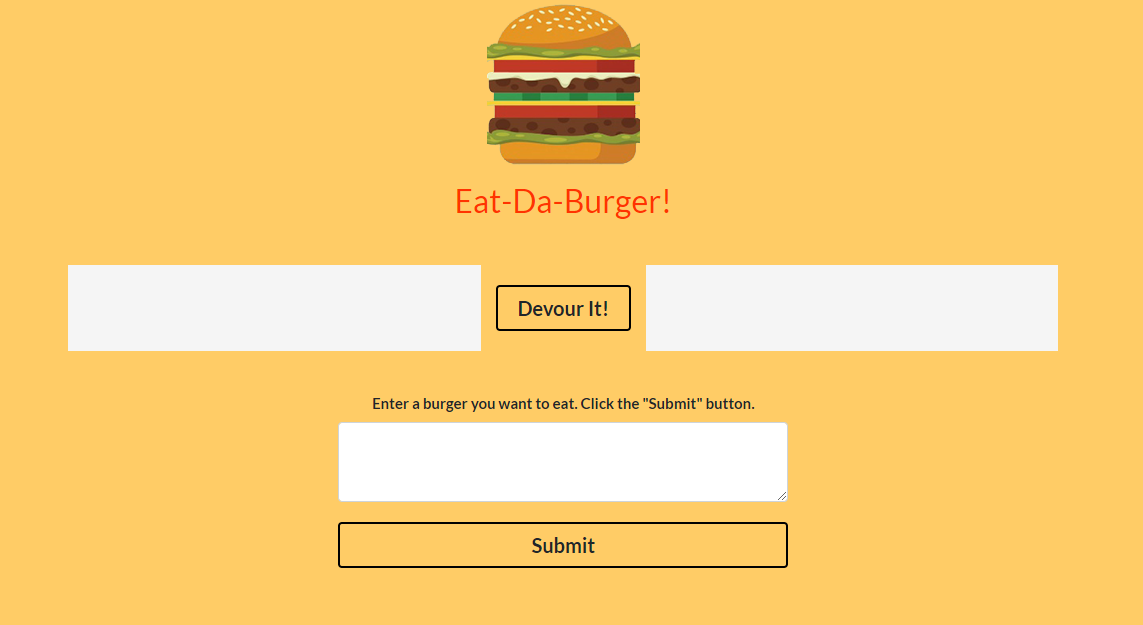 Eat-Da-Burger!
Devour It!
Enter a burger you want to eat. Click the "Submit" button.
Submit